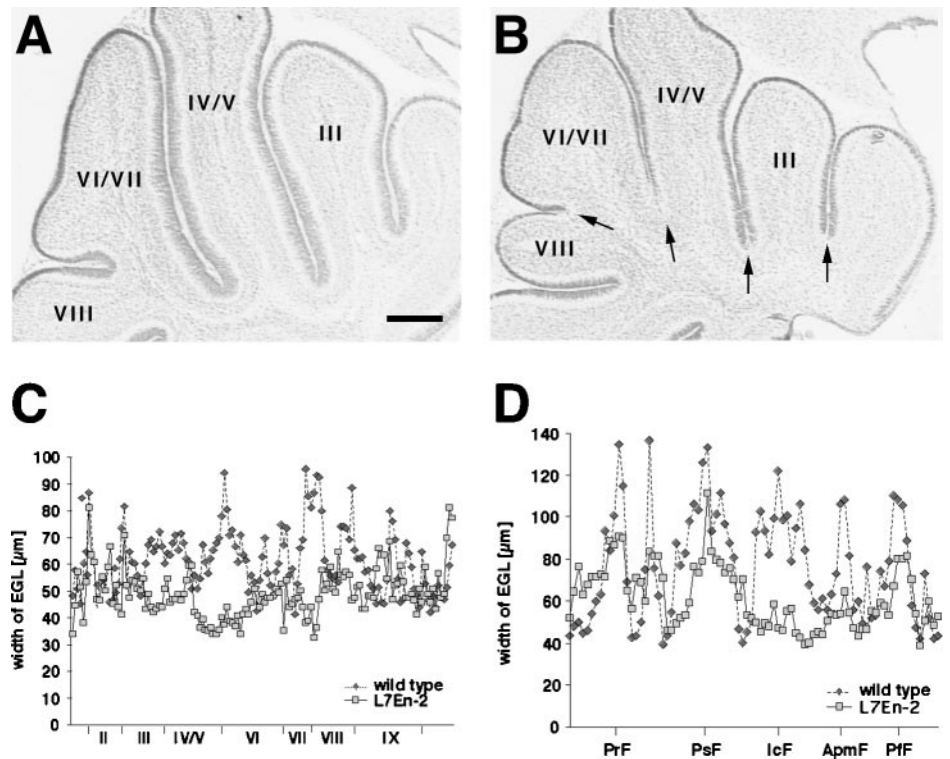 A
VI/VII
IV/V
III
VIII
B
VI/VII
IV/V
III
VIII
C
width of EGL [µm]
100
90
80
70
60
50
40
30
20
10
0
wild type
L7En-2
II III IV/V VI VII VIII IX
D
width of EGL [µm]
140
120
100
80
60
40
20
0
wild type
L7En-2
PrF PsF IcF ApmF PfF